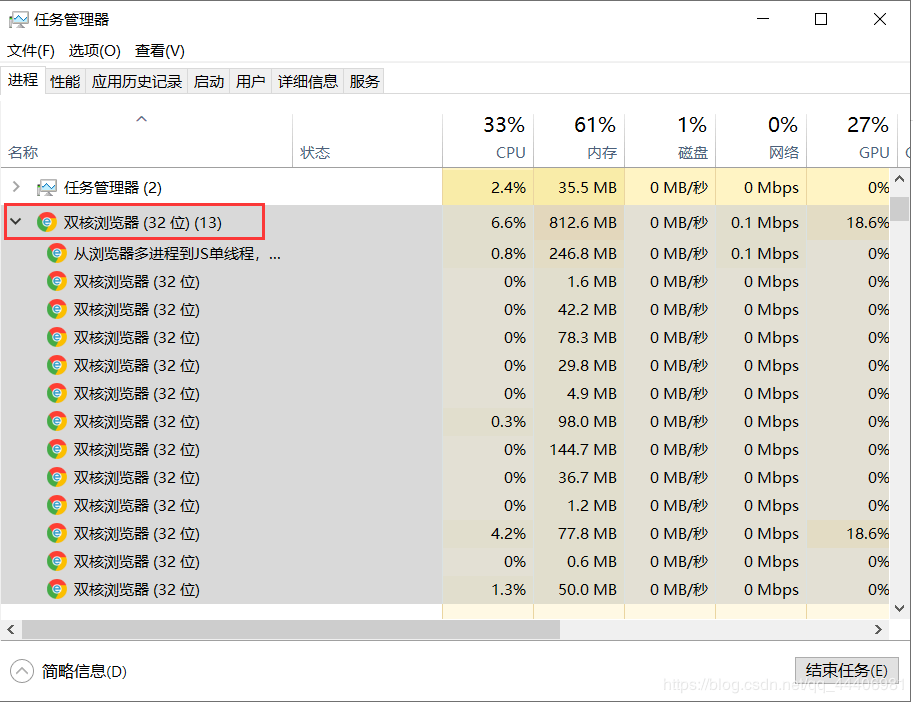 任务管理器
文件(F) 选项(O) 查看(V)
进程 性能 应用历史记录 启动 用户 详细信息 服务
33% 61% 1% 0% 27%
名称 状态 CPU 内存 磁盘 网络 GPU
任务管理器 (2) 2.4% 35.5 MB 0 MB/秒 0 Mbps 0%
双核浏览器 (32 位) (13) 6.6% 812.6 MB 0 MB/秒 0.1 Mbps 18.6%
从浏览器多进程到JS单线程，... 0.8% 246.8 MB 0 MB/秒 0.1 Mbps 0%
双核浏览器 (32 位) 0% 1.6 MB 0 MB/秒 0 Mbps 0%
双核浏览器 (32 位) 0% 42.2 MB 0 MB/秒 0 Mbps 0%
双核浏览器 (32 位) 0% 78.3 MB 0 MB/秒 0 Mbps 0%
双核浏览器 (32 位) 0% 29.8 MB 0 MB/秒 0 Mbps 0%
双核浏览器 (32 位) 0% 4.9 MB 0 MB/秒 0 Mbps 0%
双核浏览器 (32 位) 0.3% 98.0 MB 0 MB/秒 0 Mbps 0%
双核浏览器 (32 位) 0% 144.7 MB 0 MB/秒 0 Mbps 0%
双核浏览器 (32 位) 0% 36.7 MB 0 MB/秒 0 Mbps 0%
双核浏览器 (32 位) 0% 1.2 MB 0 MB/秒 0 Mbps 0%
双核浏览器 (32 位) 4.2% 77.8 MB 0 MB/秒 0 Mbps 18.6%
双核浏览器 (32 位) 0% 0.6 MB 0 MB/秒 0 Mbps 0%
双核浏览器 (32 位) 1.3% 50.0 MB 0 MB/秒 0 Mbps 0%
简略信息(D) 结束任务(E)